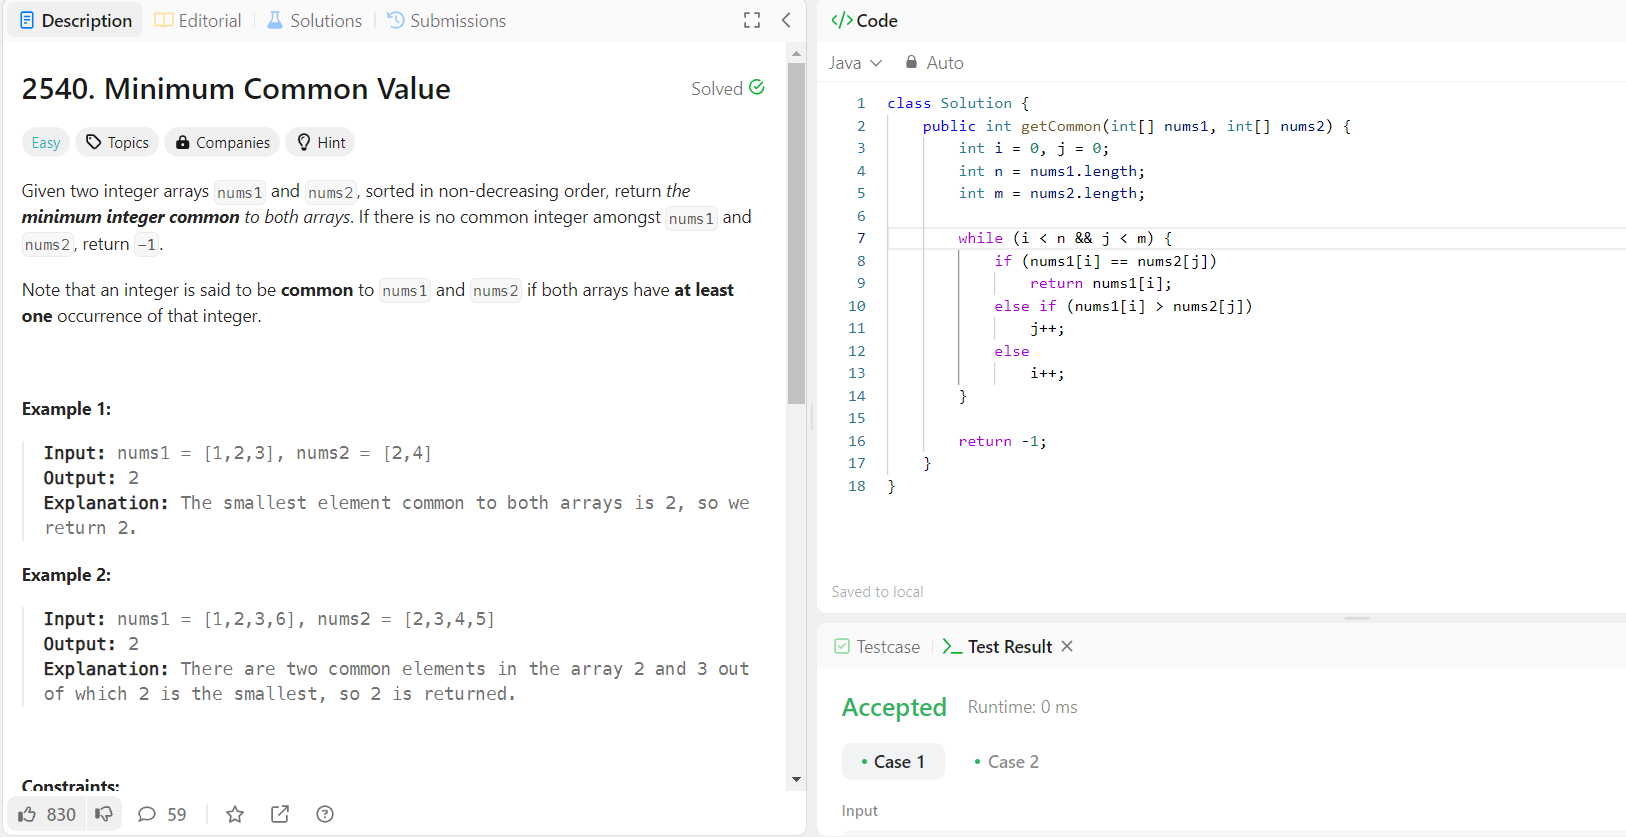 Description Editorial Solutions Submissions
2540. Minimum Common Value
Solved
Easy Topics Companies Hint
Given two integer arrays nums1 and nums2, sorted in non-decreasing order, return the
minimum integer common to both arrays. If there is no common integer amongst nums1 and
nums2, return -1.
Note that an integer is said to be common to nums1 and nums2 if both arrays have at least
one occurrence of that integer.
Example 1:
Input: nums1 = [1,2,3], nums2 = [2,4]
Output: 2
Explanation: The smallest element common to both arrays is 2, so we
return 2.
Example 2:
Input: nums1 = [1,2,3,6], nums2 = [2,3,4,5]
Output: 2
Explanation: There are two common elements in the array 2 and 3 out
of which 2 is the smallest, so 2 is returned.
Constraints:
830 59
</> Code
Java Auto
1 class Solution {
2 public int getCommon(int[] nums1, int[] nums2) {
3 int i = 0, j = 0;
4 int n = nums1.length;
5 int m = nums2.length;
6
7 while (i < n && j < m) {
8 if (nums1[i] == nums2[j])
9 return nums1[i];
10 else if (nums1[i] > nums2[j])
11 j++;
12 else
13 i++;
14 }
15
16 return -1;
17 }
18 }
Saved to local
Testcase Test Result
Accepted Runtime: 0 ms
Case 1 Case 2
Input